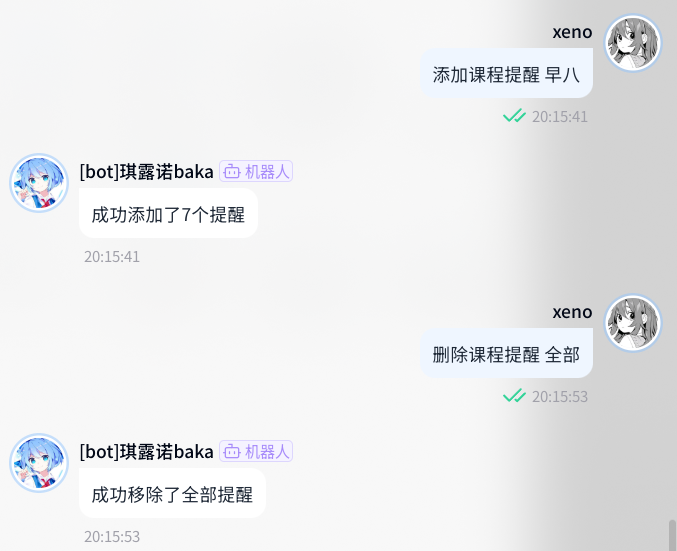 xeno
添加课程提醒 早八
20:15:41
[bot]琪露诺baka 机器人
成功添加了7个提醒
20:15:41
xeno
删除课程提醒 全部
20:15:53
[bot]琪露诺baka 机器人
成功移除了全部提醒
20:15:53